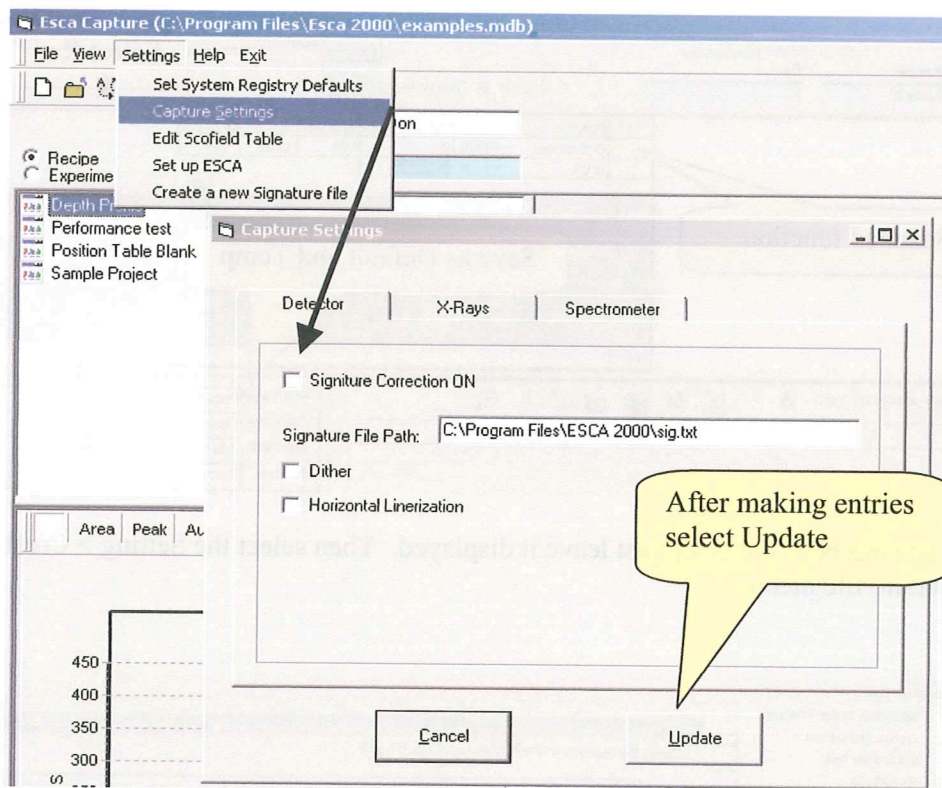 Esca Capture (C:\Program Files\Esca 2000\examples.mdb)
File View Settings Help Exit
Set System Registry Defaults
Capture Settings
Edit Scofield Table
Set up ESCA
Create a new Signature file
Recipe
Experime
Depth Profile
Performance test
Position Table Blank
Sample Project
Capture Settings
Detector X-Rays Spectrometer
Signiture Correction ON
Signature File Path: C:\Program Files\ESCA 2000\sig.txt
Dither
Horizontal Linerization
After making entries
select Update
Area Peak Au
450
400
350
300
S
Cancel Update